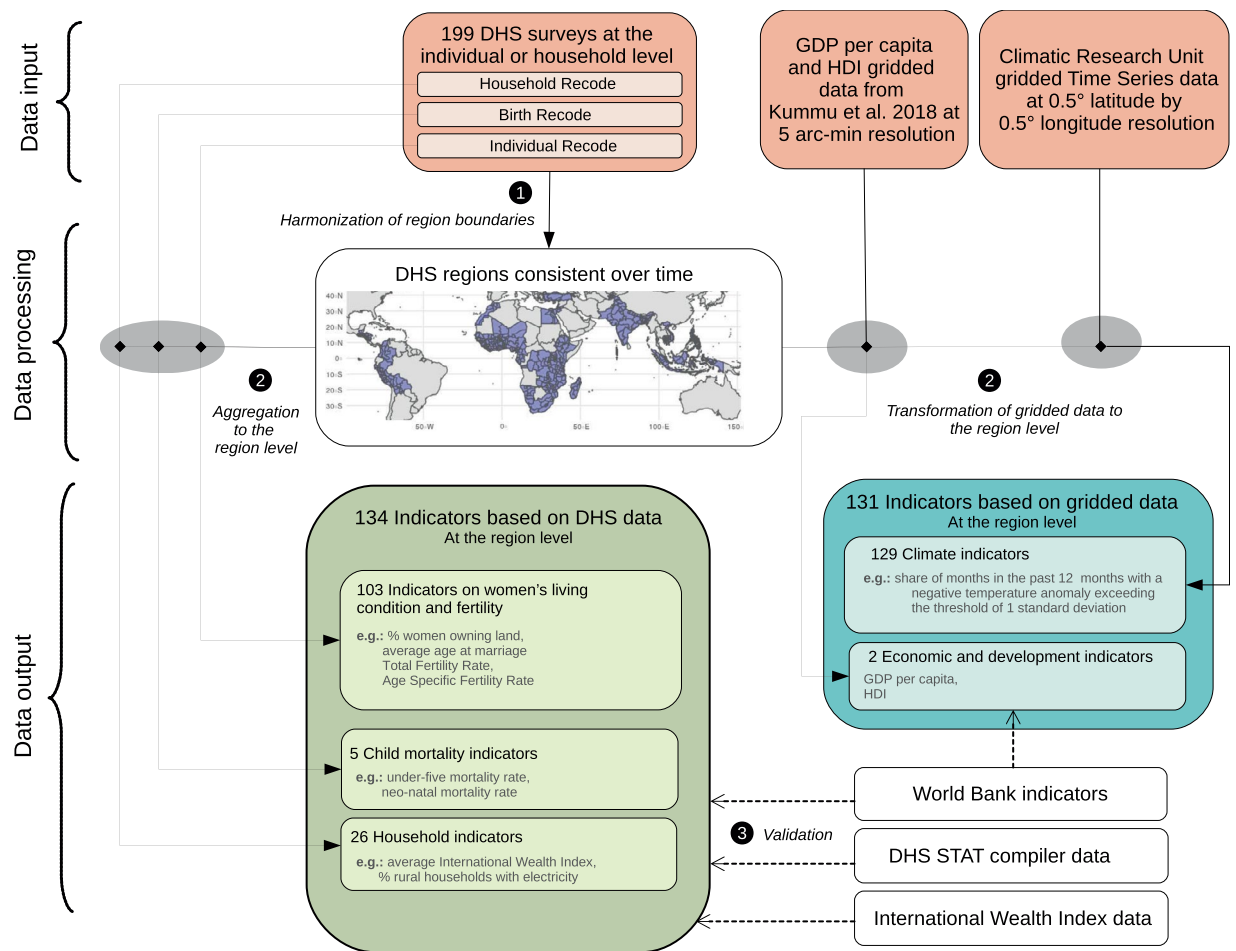 Data input
199 DHS surveys at the
individual or household level
Household Recode
Birth Recode
Individual Recode
GDP per capita
and HDI gridded
data from
Kummu et al. 2018 at
5 arc-min resolution
Climatic Research Unit
gridded Time Series data
at 0.5° latitude by
0.5° longitude resolution
Data processing
1
Harmonization of region boundaries
DHS regions consistent over time
40◦N
30◦N
20◦N
10◦N
0◦
10◦S
20◦S
30◦S
50◦W
0◦
50◦E
100◦E
150◦
2
Aggregation
to the
region level
2
Transformation of gridded data to
the region level
Data output
134 Indicators based on DHS data
At the region level
103 Indicators on women’s living
condition and fertility
e.g.: % women owning land,
average age at marriage
Total Fertility Rate,
Age Specific Fertility Rate
5 Child mortality indicators
e.g.: under-five mortality rate,
neo-natal mortality rate
26 Household indicators
e.g.: average International Wealth Index,
% rural households with electricity
131 Indicators based on gridded data
At the region level
129 Climate indicators
e.g.: share of months in the past 12 months with a
negative temperature anomaly exceeding
the threshold of 1 standard deviation
2 Economic and development indicators
GDP per capita,
HDI
3 Validation
World Bank indicators
DHS STAT compiler data
International Wealth Index data